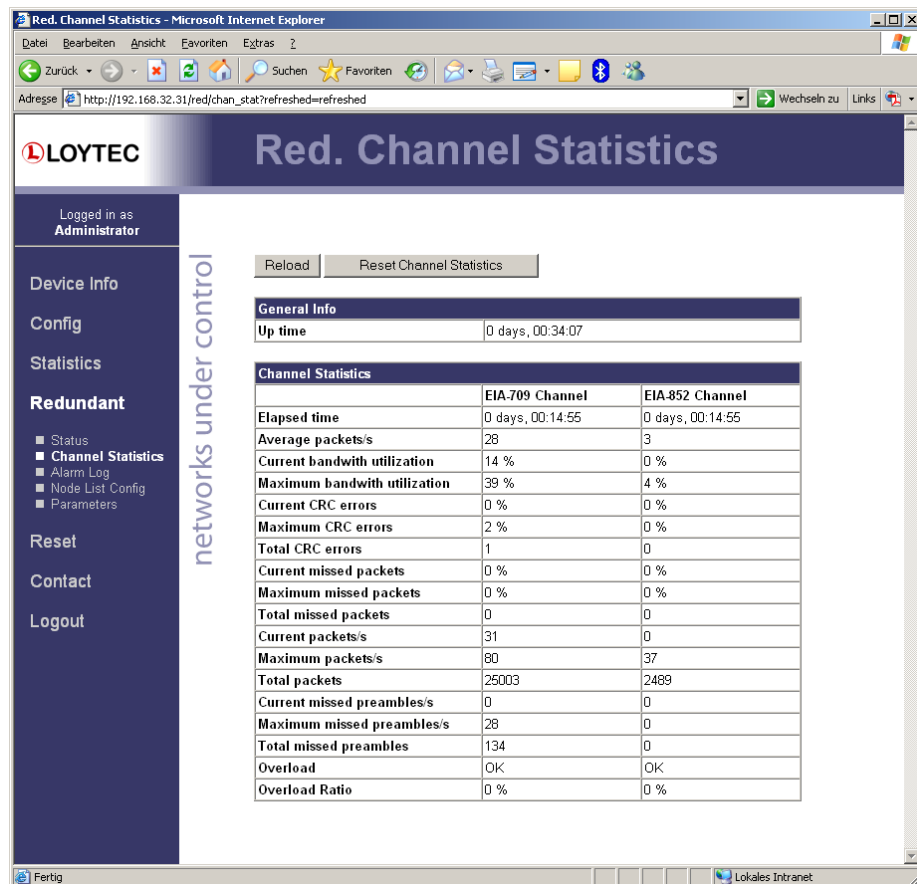 Red. Channel Statistics - Microsoft Internet Explorer
Datei Bearbeiten Ansicht Favoriten Extras ?
Zurück Suchen Favoriten
Adresse http://192.168.32.31/red/chan_stat?refreshed=refreshed Wechseln zu Links
LOYTEC
Red. Channel Statistics
Logged in as
Administrator
Device Info
Config
Statistics
Redundant
Status
Channel Statistics
Alarm Log
Node List Config
Parameters
Reset
Contact
Logout
networks under control
Reload Reset Channel Statistics
General Info
Up time 0 days, 00:34:07
Channel Statistics
EIA-709 Channel EIA-852 Channel
Elapsed time 0 days, 00:14:55 0 days, 00:14:55
Average packets/s 28 3
Current bandwith utilization 14 % 0 %
Maximum bandwith utilization 39 % 4 %
Current CRC errors 0 % 0 %
Maximum CRC errors 2 % 0 %
Total CRC errors 1 0
Current missed packets 0 % 0 %
Maximum missed packets 0 % 0 %
Total missed packets 0 0
Current packets/s 31 0
Maximum packets/s 80 37
Total packets 25003 2489
Current missed preambles/s 0 0
Maximum missed preambles/s 28 0
Total missed preambles 134 0
Overload OK OK
Overload Ratio 0 % 0 %
Fertig Lokales Intranet